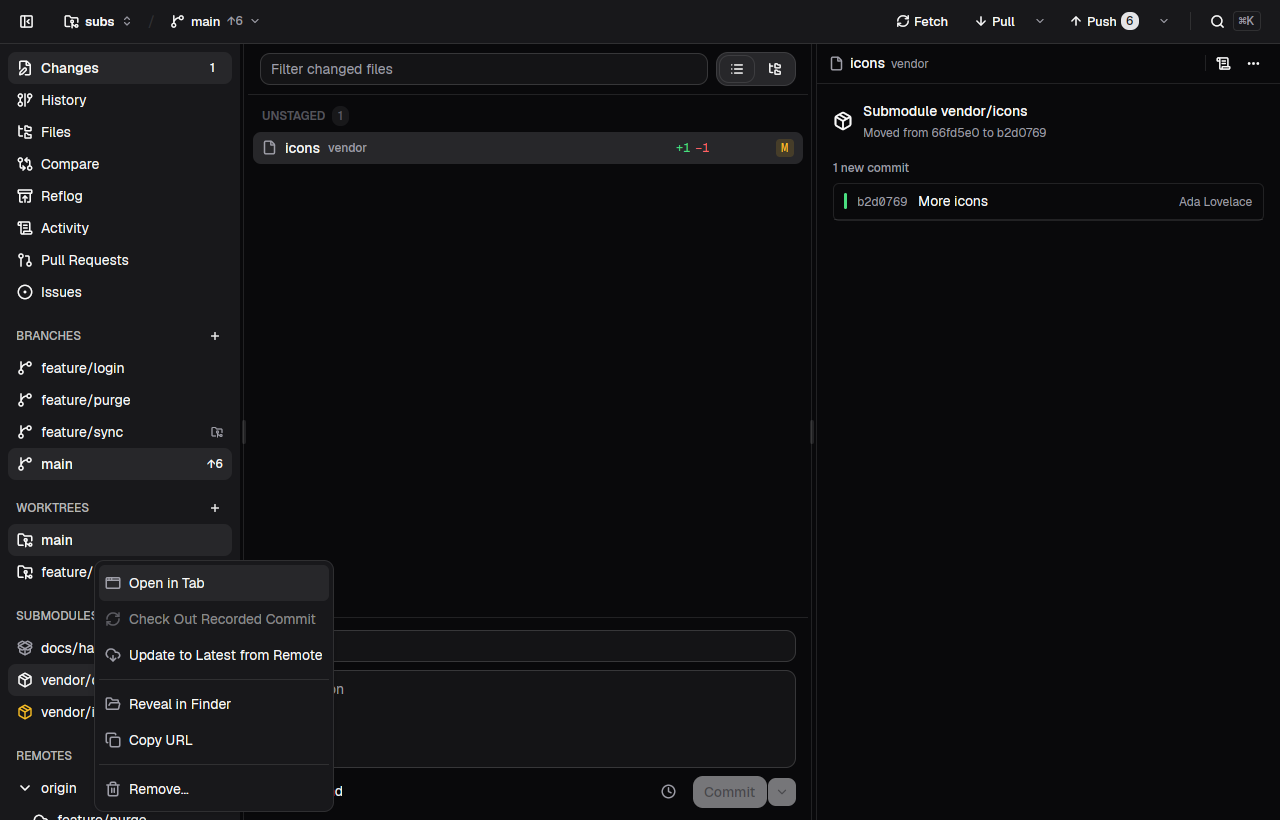 subs
main ↑6
Fetch
Pull
Push 6
⌘K
Changes 1
History
Files
Compare
Reflog
Activity
Pull Requests
Issues
BRANCHES
feature/login
feature/purge
feature/sync
main ↑6
WORKTREES
main
feature/
SUBMODULES
docs/ha
vendor/
vendor/i
REMOTES
origin
feature/purge
Open in Tab
Check Out Recorded Commit
Update to Latest from Remote
Reveal in Finder
Copy URL
Remove...
Filter changed files
UNSTAGED 1
icons vendor +1 −1 M
on
d
Commit
icons vendor
Submodule vendor/icons
Moved from 66fd5e0 to b2d0769
1 new commit
b2d0769 More icons Ada Lovelace